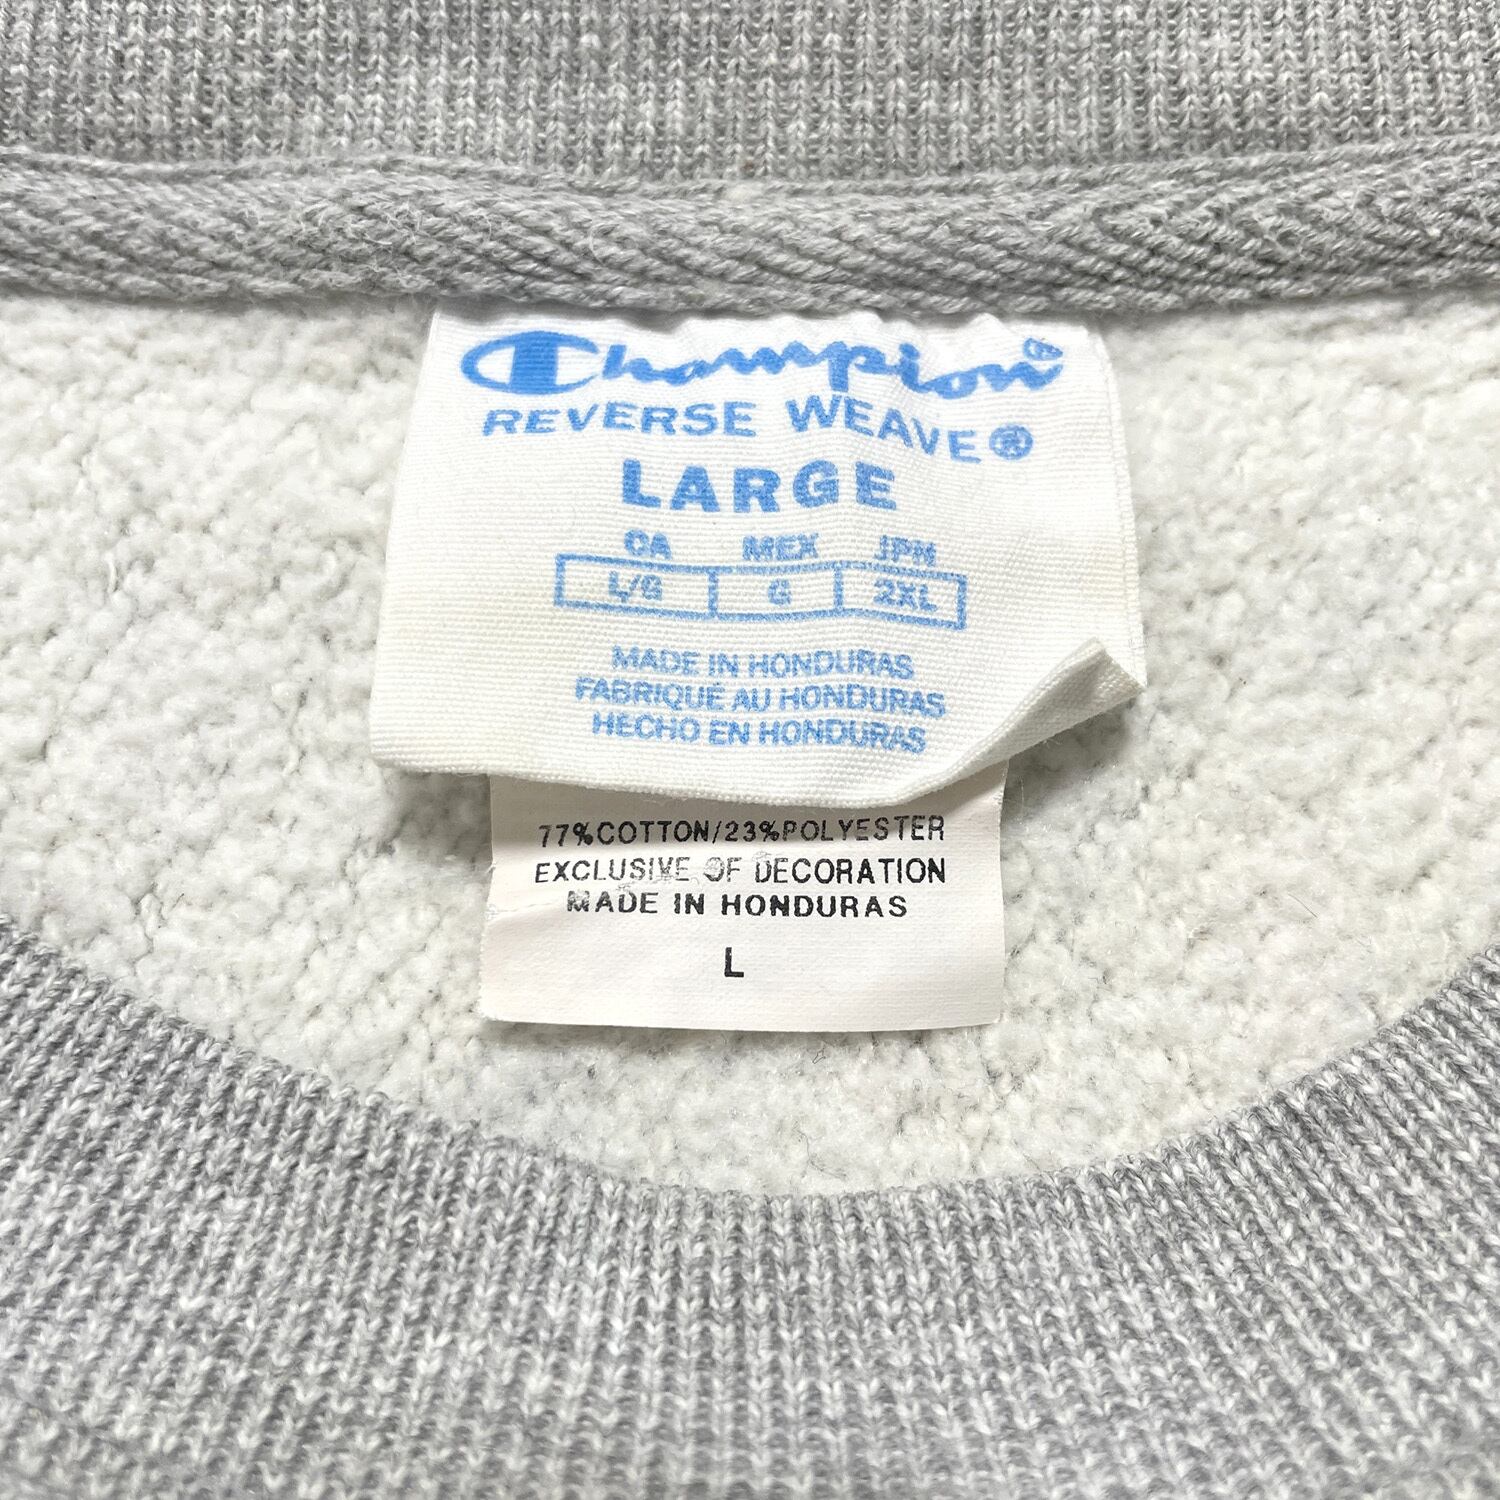 Champion®
REVERSE WEAVE®
LARGE
CA MEX JPN
L/G G 2XL
MADE IN HONDURAS
FABRIQUÉ AU HONDURAS
HECHO EN HONDURAS
77%COTTON/23%POLYESTER
EXCLUSIVE OF DECORATION
MADE IN HONDURAS
L